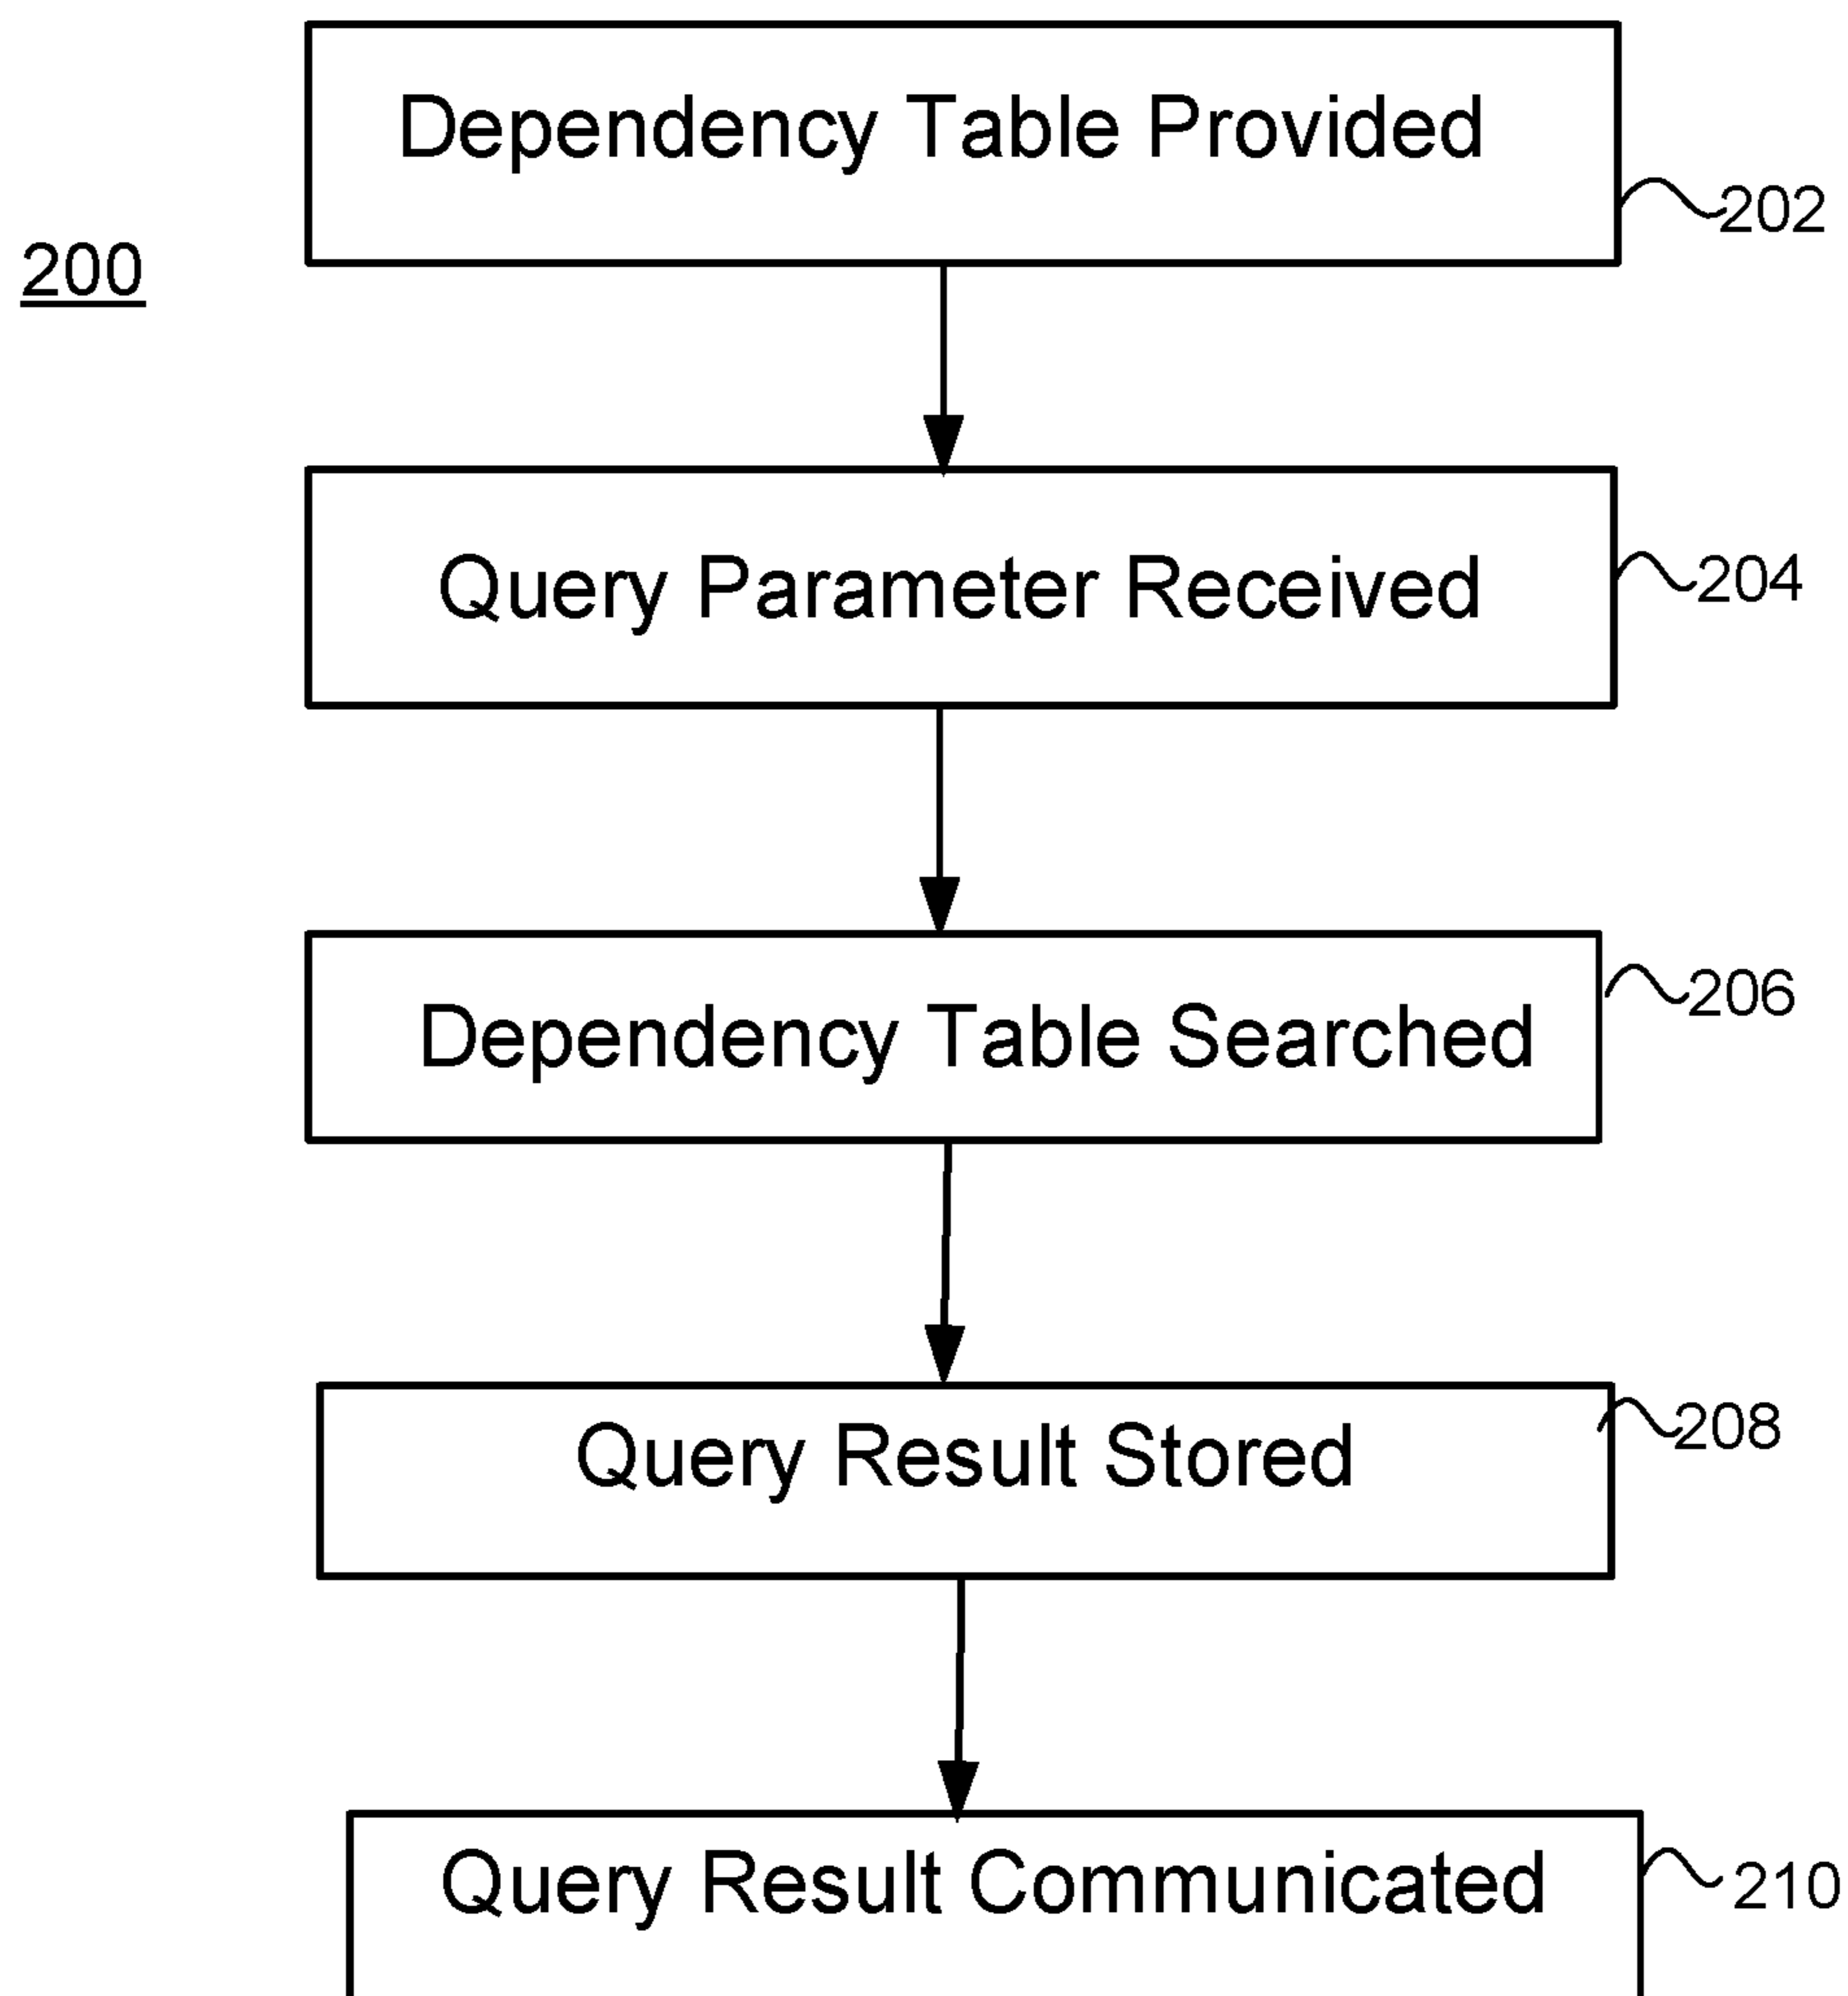 Dependency Table Provided
202
200
Query Parameter Received
204
Dependency Table Searched
206
Query Result Stored
208
Query Result Communicated
210